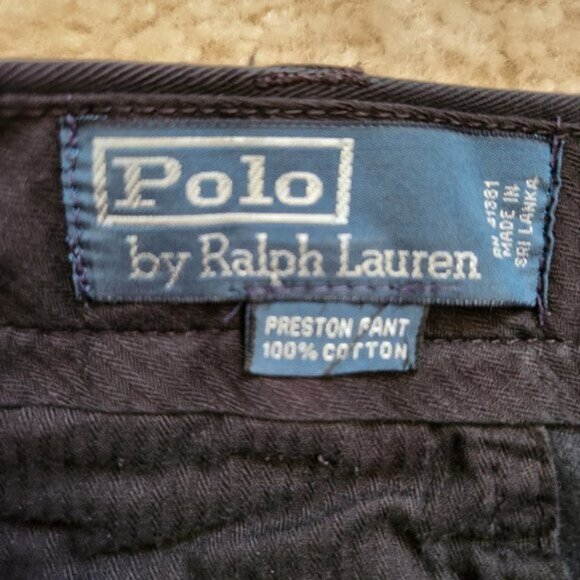 Polo
by Ralph Lauren
RN 41381
MADE IN
SRI LANKA
PRESTON PANT
100% COTTON